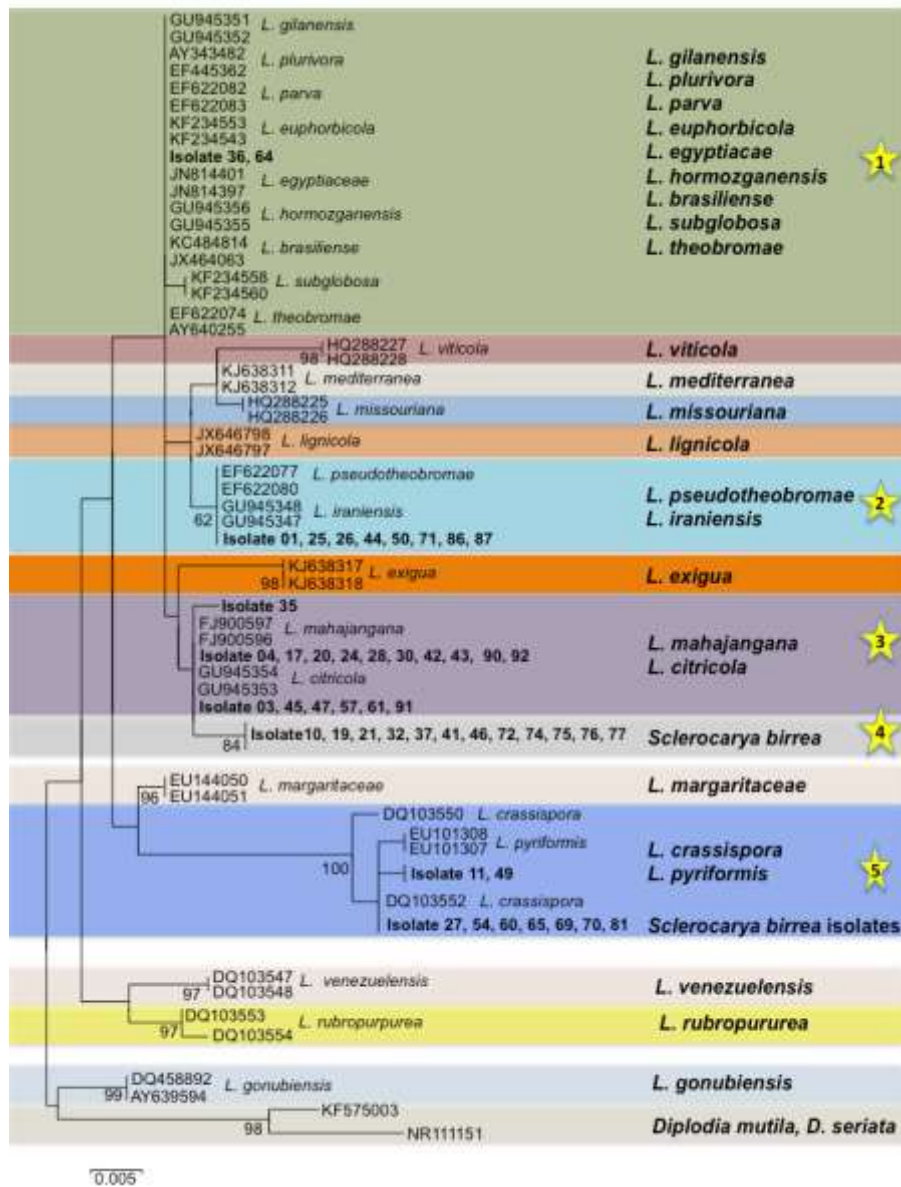 GU945351
GU945352 L. gilanensis
AY343482
EF445362 L. plurivora L. gilanensis
L. plurivora
EF622082
EF622083 L. parva L. parva
KF234553
KF234543 L. euphorbicola L. euphorbicola
Isolate 36, 64 L. egyptiacae
JN814401
JN814397 L. egyptiaceae L. hormozganensis 1
GU945356
GU945355 L. hormozganensis L. brasiliense
L. subglobosa
KC484814
JX464063 L. brasiliense L. theobromae
KF234558
KF234560 L. subglobosa
EF622074
AY640255 L. theobromae
HQ288227
98 HQ288228 L. viticola L. viticola
KJ638311
KJ638312 L. mediterranea L. mediterranea
HQ288225
HQ288226 L. missouriana L. missouriana
JX646798
JX646797 L. lignicola L. lignicola
EF622077 L. pseudotheobromae
EF622080 L. pseudotheobromae 2
GU945348
62 GU945347 L. iraniensis L. iraniensis
Isolate 01, 25, 26, 44, 50, 71, 86, 87
KJ638317
98 KJ638318 L. exigua L. exigua
Isolate 35
FJ900597
FJ900596 L. mahajangana L. mahajangana 3
Isolate 04, 17, 20, 24, 28, 30, 42, 43, 90, 92
GU945354
GU945353 L. citricola L. citricola
Isolate 03, 45, 47, 57, 61, 91
Isolate10, 19, 21, 32, 37, 41, 46, 72, 74, 75, 76, 77 Sclerocarya birrea 4
84
EU144050
96 EU144051 L. margaritaceae L. margaritaceae
DQ103550 L. crassispora
EU101308
EU101307 L. pyriformis L. crassispora
100 Isolate 11, 49 L. pyriformis 5
DQ103552 L. crassispora
Isolate 27, 54, 60, 65, 69, 70, 81 Sclerocarya birrea isolates
DQ103547
97 DQ103548 L. venezuelensis L. venezuelensis
DQ103553
97 DQ103554 L. rubropurpurea L. rubropururea
DQ458892
99 AY639594 L. gonubiensis L. gonubiensis
KF575003
98 NR111151 Diplodia mutila, D. seriata
0.005